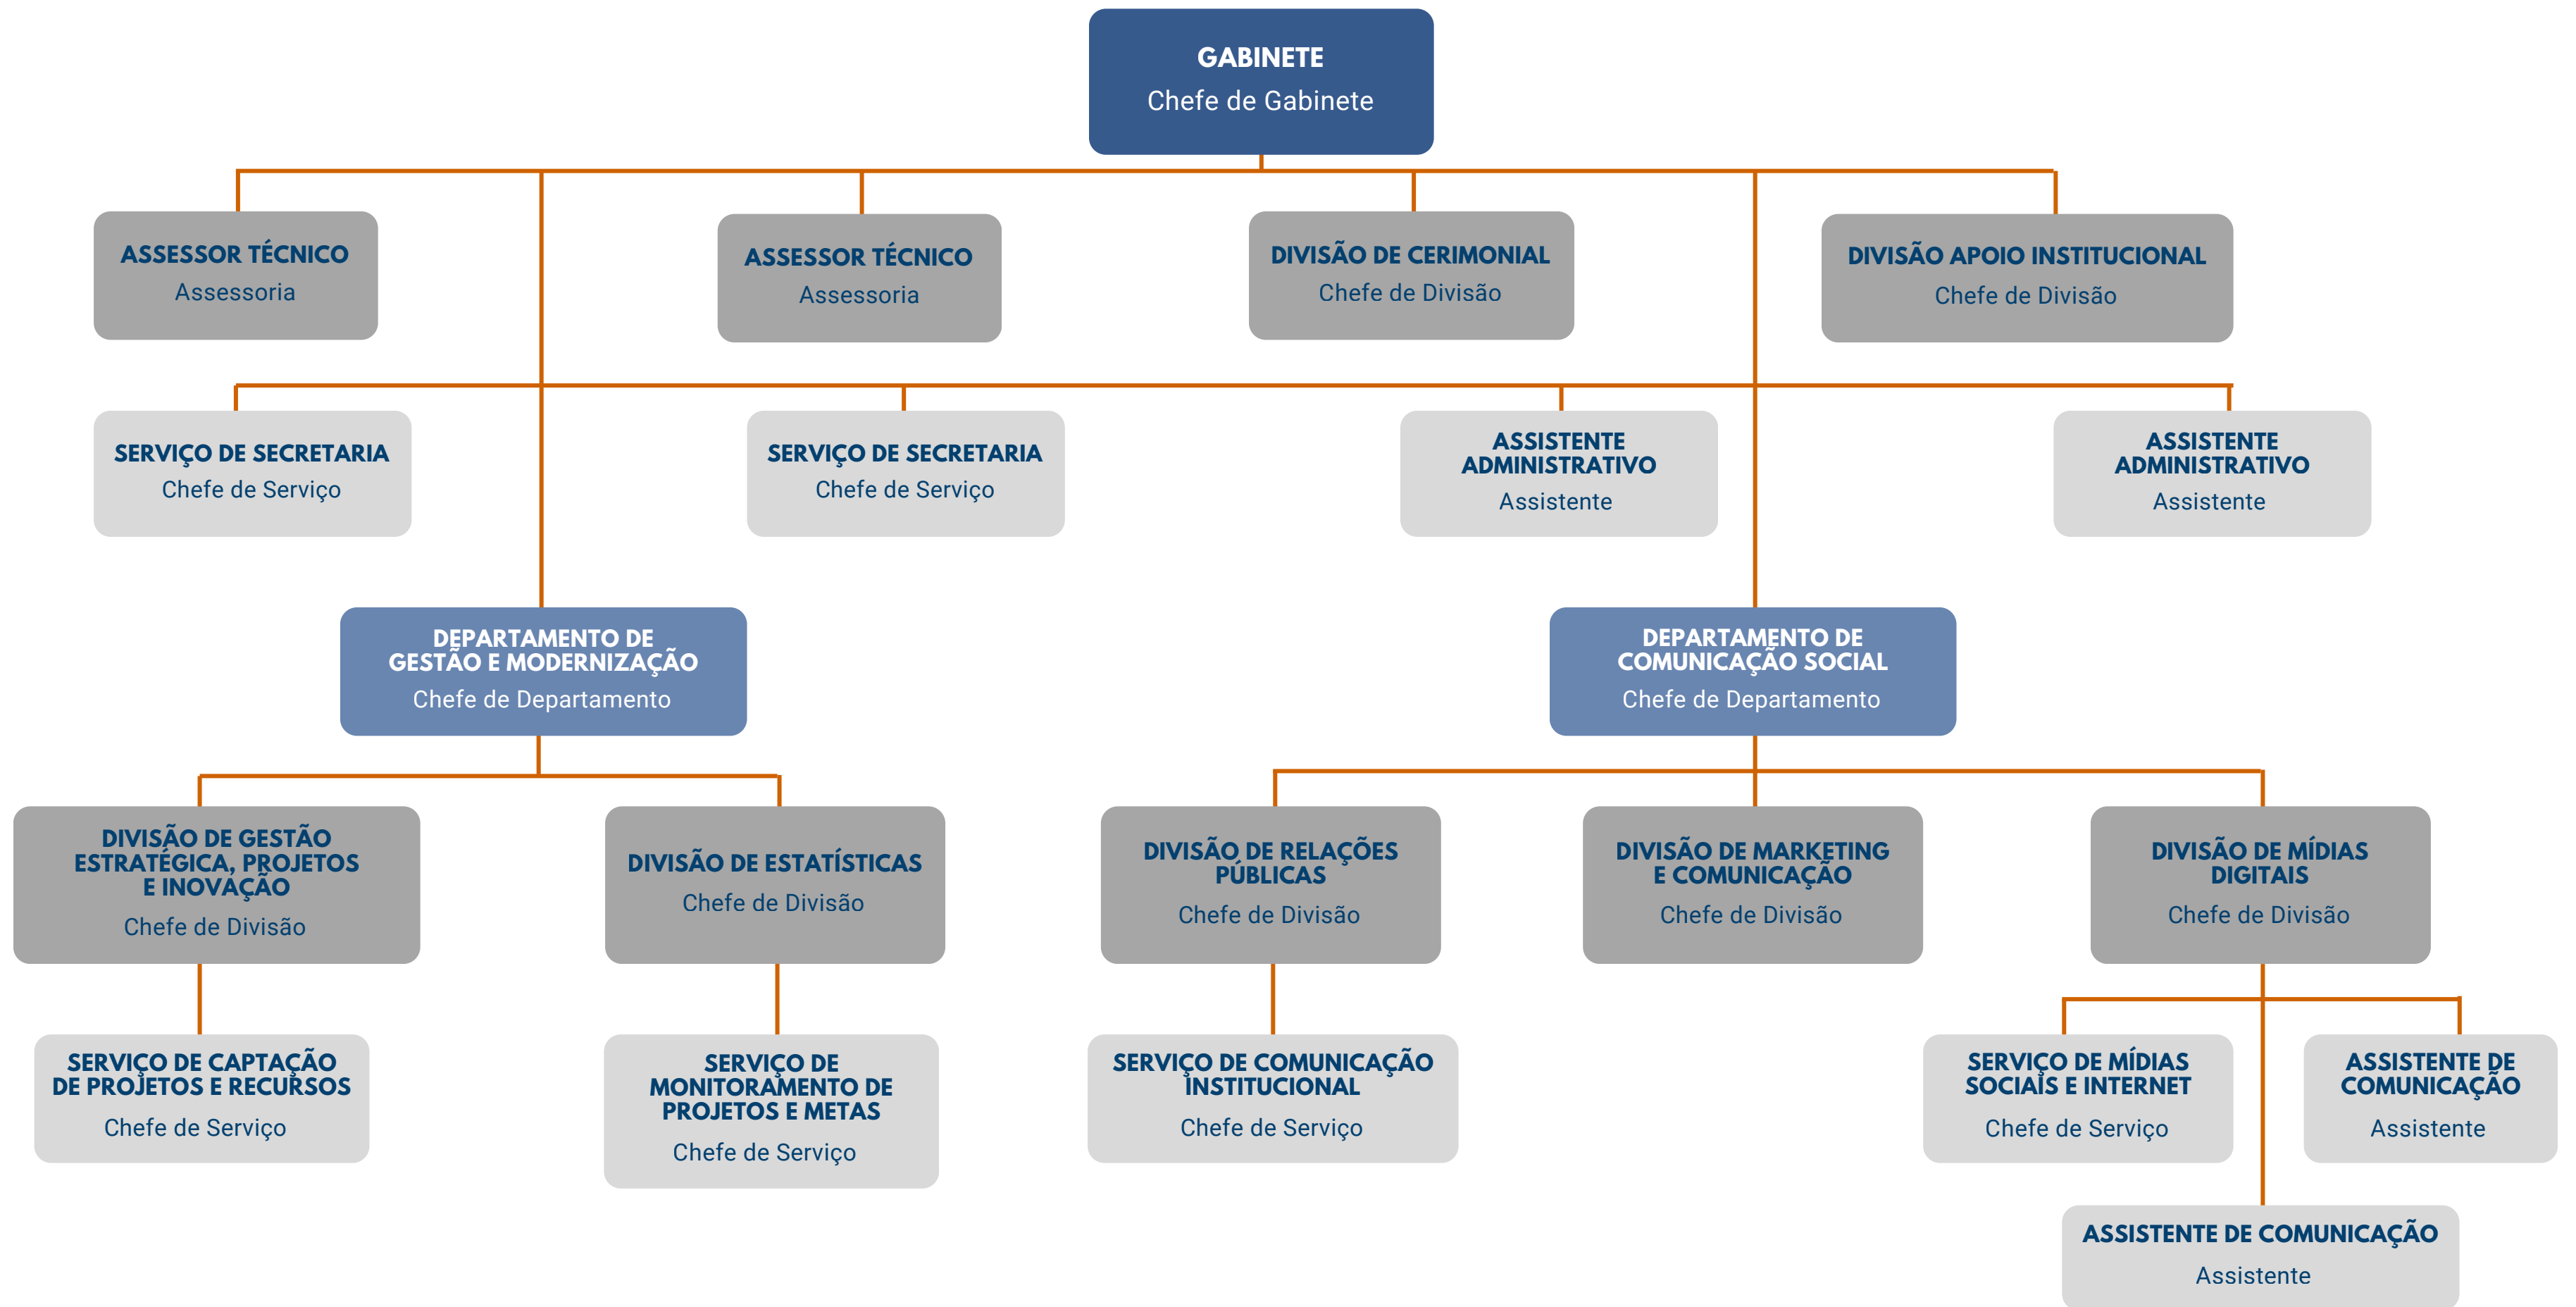 GABINETE
Chefe de Gabinete
ASSESSOR TÉCNICO
Assessoria
ASSESSOR TÉCNICO
Assessoria
DIVISÃO DE CERIMONIAL
Chefe de Divisão
DIVISÃO APOIO INSTITUCIONAL
Chefe de Divisão
SERVIÇO DE SECRETARIA
Chefe de Serviço
SERVIÇO DE SECRETARIA
Chefe de Serviço
ASSISTENTE
ADMINISTRATIVO
Assistente
ASSISTENTE
ADMINISTRATIVO
Assistente
DEPARTAMENTO DE
GESTÃO E MODERNIZAÇÃO
Chefe de Departamento
DEPARTAMENTO DE
COMUNICAÇÃO SOCIAL
Chefe de Departamento
DIVISÃO DE GESTÃO
ESTRATÉGICA, PROJETOS
E INOVAÇÃO
Chefe de Divisão
DIVISÃO DE ESTATÍSTICAS
Chefe de Divisão
DIVISÃO DE RELAÇÕES
PÚBLICAS
Chefe de Divisão
DIVISÃO DE MARKETING
E COMUNICAÇÃO
Chefe de Divisão
DIVISÃO DE MÍDIAS
DIGITAIS
Chefe de Divisão
SERVIÇO DE CAPTAÇÃO
DE PROJETOS E RECURSOS
Chefe de Serviço
SERVIÇO DE
MONITORAMENTO DE
PROJETOS E METAS
Chefe de Serviço
SERVIÇO DE COMUNICAÇÃO
INSTITUCIONAL
Chefe de Serviço
SERVIÇO DE MÍDIAS
SOCIAIS E INTERNET
Chefe de Serviço
ASSISTENTE DE
COMUNICAÇÃO
Assistente
ASSISTENTE DE COMUNICAÇÃO
Assistente